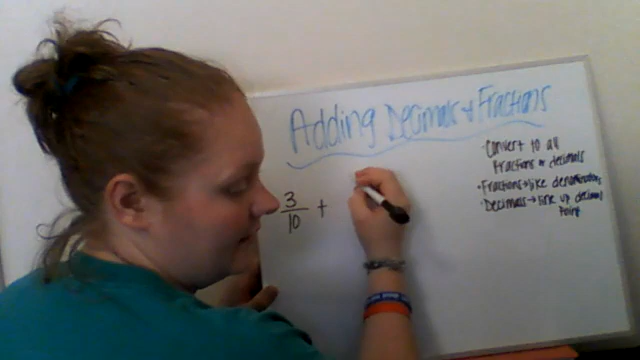 Adding Decimals + Fractions
· Convert to all
fractions or decimals
· Fractions → like denominators
· Decimals → line up decimal
point
3
10
+